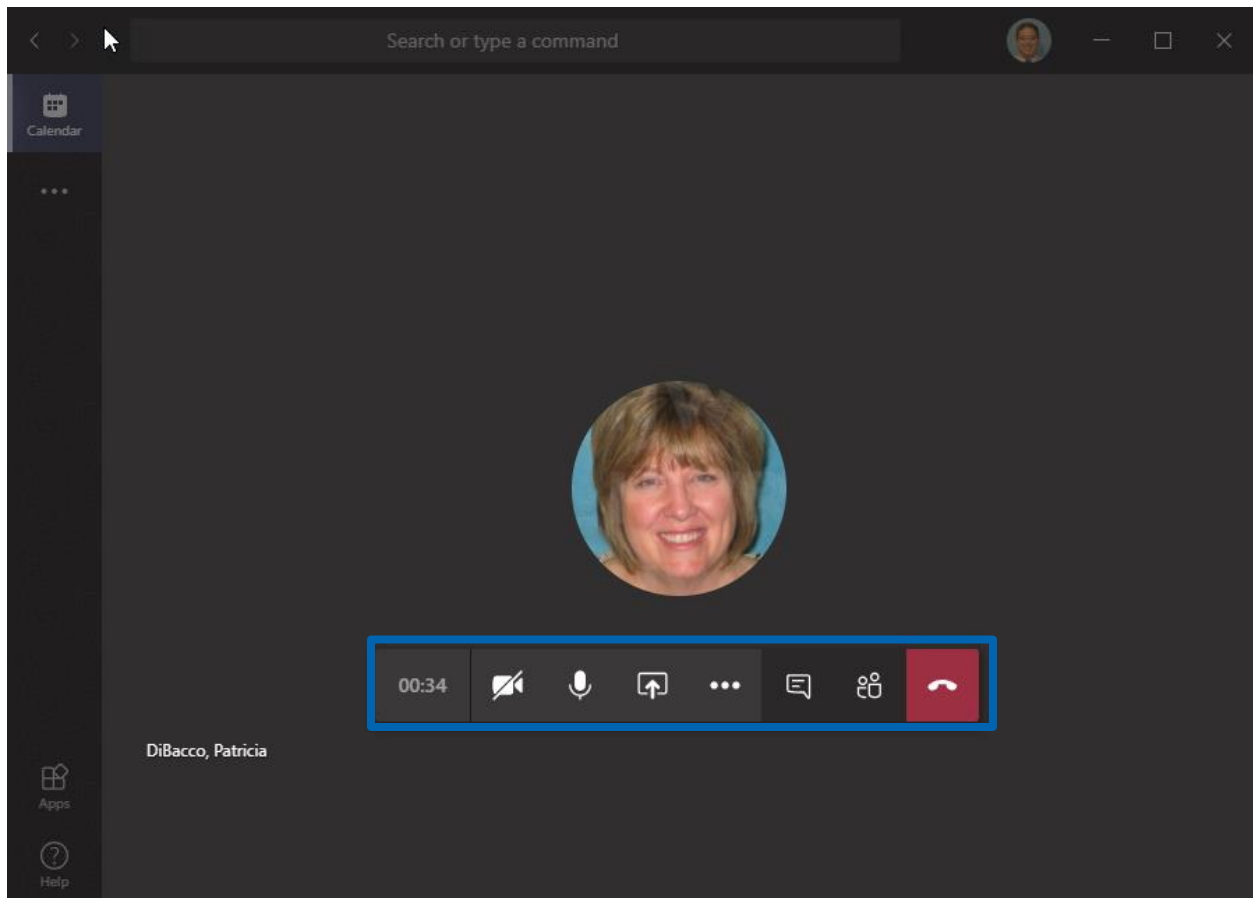 Search or type a command
Calendar
00:34
DiBacco, Patricia
Apps
Help